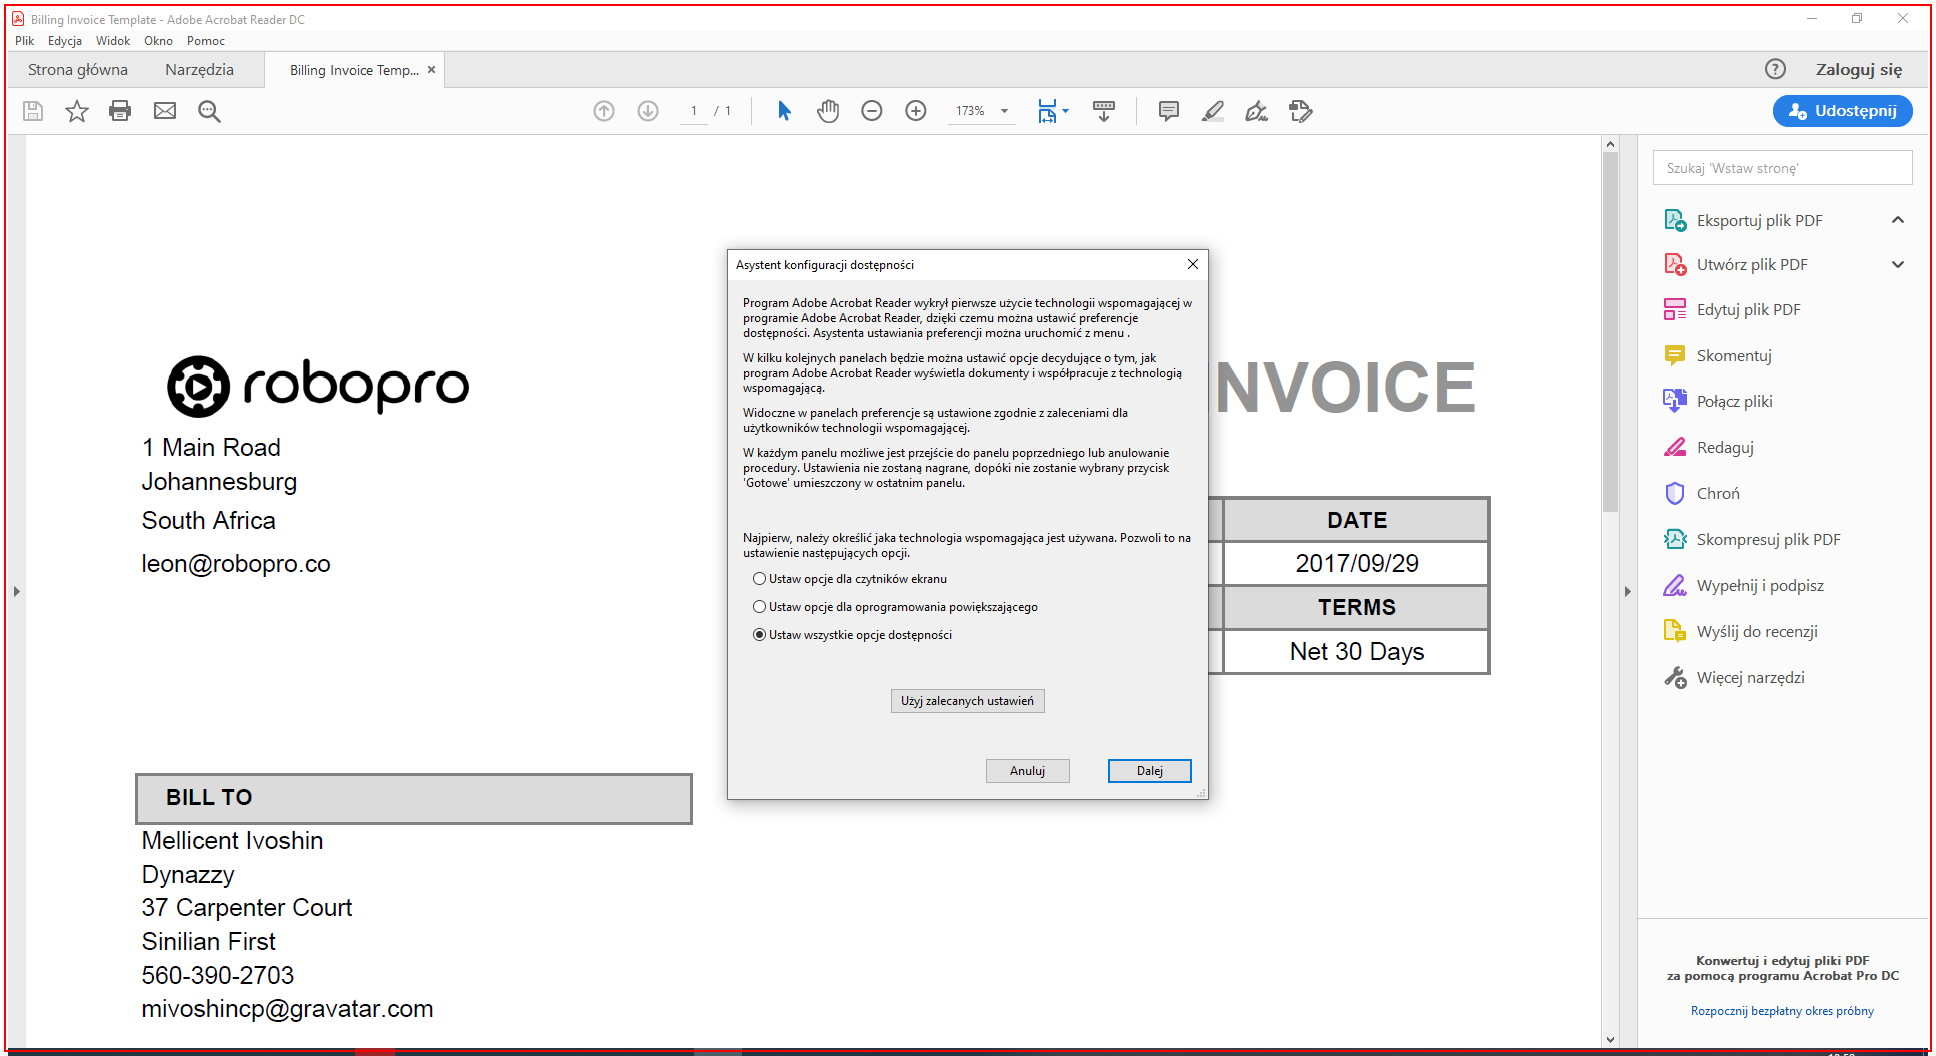 Billing Invoice Template - Adobe Acrobat Reader DC
Plik Edycja Widok Okno Pomoc
Strona główna Narzędzia Billing Invoice Temp... × ? Zaloguj się
1 / 1 173% Udostępnij
Szukaj 'Wstaw stronę'
Eksportuj plik PDF
Utwórz plik PDF
Edytuj plik PDF
Skomentuj
Połącz pliki
Redaguj
Chroń
Skompresuj plik PDF
Wypełnij i podpisz
Wyślij do recenzji
Więcej narzędzi
Konwertuj i edytuj pliki PDF
za pomocą programu Acrobat Pro DC
Rozpocznij bezpłatny okres próbny
robopro
1 Main Road
Johannesburg
South Africa
leon@robopro.co
NVOICE
DATE
2017/09/29
TERMS
Net 30 Days
BILL TO
Mellicent Ivoshin
Dynazzy
37 Carpenter Court
Sinilian First
560-390-2703
mivoshincp@gravatar.com
Asystent konfiguracji dostępności
Program Adobe Acrobat Reader wykrył pierwsze użycie technologii wspomagającej w
programie Adobe Acrobat Reader, dzięki czemu można ustawić preferencje
dostępności. Asystenta ustawiania preferencji można uruchomić z menu .
W kilku kolejnych panelach będzie można ustawić opcje decydujące o tym, jak
program Adobe Acrobat Reader wyświetla dokumenty i współpracuje z technologią
wspomagającą.
Widoczne w panelach preferencje są ustawione zgodnie z zaleceniami dla
użytkowników technologii wspomagającej.
W każdym panelu możliwe jest przejście do panelu poprzedniego lub anulowanie
procedury. Ustawienia nie zostaną nagrane, dopóki nie zostanie wybrany przycisk
'Gotowe' umieszczony w ostatnim panelu.
Najpierw, należy określić jaka technologia wspomagająca jest używana. Pozwoli to na
ustawienie następujących opcji.
Ustaw opcje dla czytników ekranu
Ustaw opcje dla oprogramowania powiększającego
Ustaw wszystkie opcje dostępności
Użyj zalecanych ustawień
Anuluj Dalej